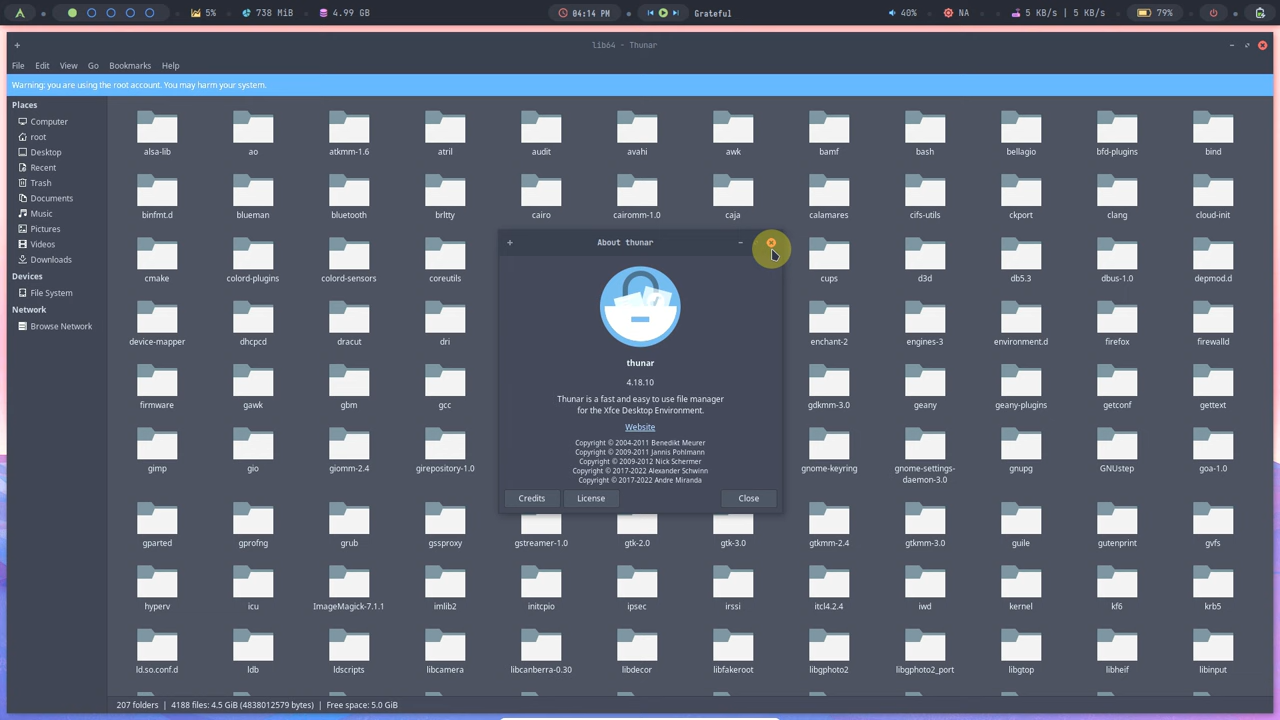 5%
738 MiB
4.99 GB
04:14 PM
Grateful
40%
NA
5 KB/s | 5 KB/s
79%
lib64 - Thunar
File Edit View Go Bookmarks Help
Warning: you are using the root account. You may harm your system.
Places
Computer
root
Desktop
Recent
Trash
Documents
Music
Pictures
Videos
Downloads
Devices
File System
Network
Browse Network
alsa-lib ao atkmm-1.6 atril audit avahi awk bamf bash bellagio bfd-plugins bind
binfmt.d blueman bluetooth brltty cairo cairomm-1.0 caja calamares cifs-utils ckport clang cloud-init
cmake colord-plugins colord-sensors coreutils cups d3d db5.3 dbus-1.0 depmod.d
device-mapper dhcpcd dracut dri enchant-2 engines-3 environment.d firefox firewalld
firmware gawk gbm gcc gdkmm-3.0 geany geany-plugins getconf gettext
gimp gio giomm-2.4 girepository-1.0 gnome-keyring gnome-settings-daemon-3.0 gnupg GNUstep goa-1.0
gparted gprofng grub gssproxy gstreamer-1.0 gtk-2.0 gtk-3.0 gtkmm-2.4 gtkmm-3.0 guile gutenprint gvfs
hyperv icu ImageMagick-7.1.1 imlib2 initcpio ipsec irssi itcl4.2.4 iwd kernel kf6 krb5
ld.so.conf.d ldb ldscripts libcamera libcanberra-0.30 libdecor libfakeroot libgphoto2 libgphoto2_port libgtop libheif libinput
About thunar
thunar
4.18.10
Thunar is a fast and easy to use file manager
for the Xfce Desktop Environment.
Website
Copyright © 2004-2011 Benedikt Meurer
Copyright © 2009-2011 Jannis Pohlmann
Copyright © 2009-2012 Nick Schermer
Copyright © 2017-2022 Alexander Schwinn
Copyright © 2017-2022 Andre Miranda
Credits License Close
207 folders | 4188 files: 4.5 GiB (4838012579 bytes) | Free space: 5.0 GiB